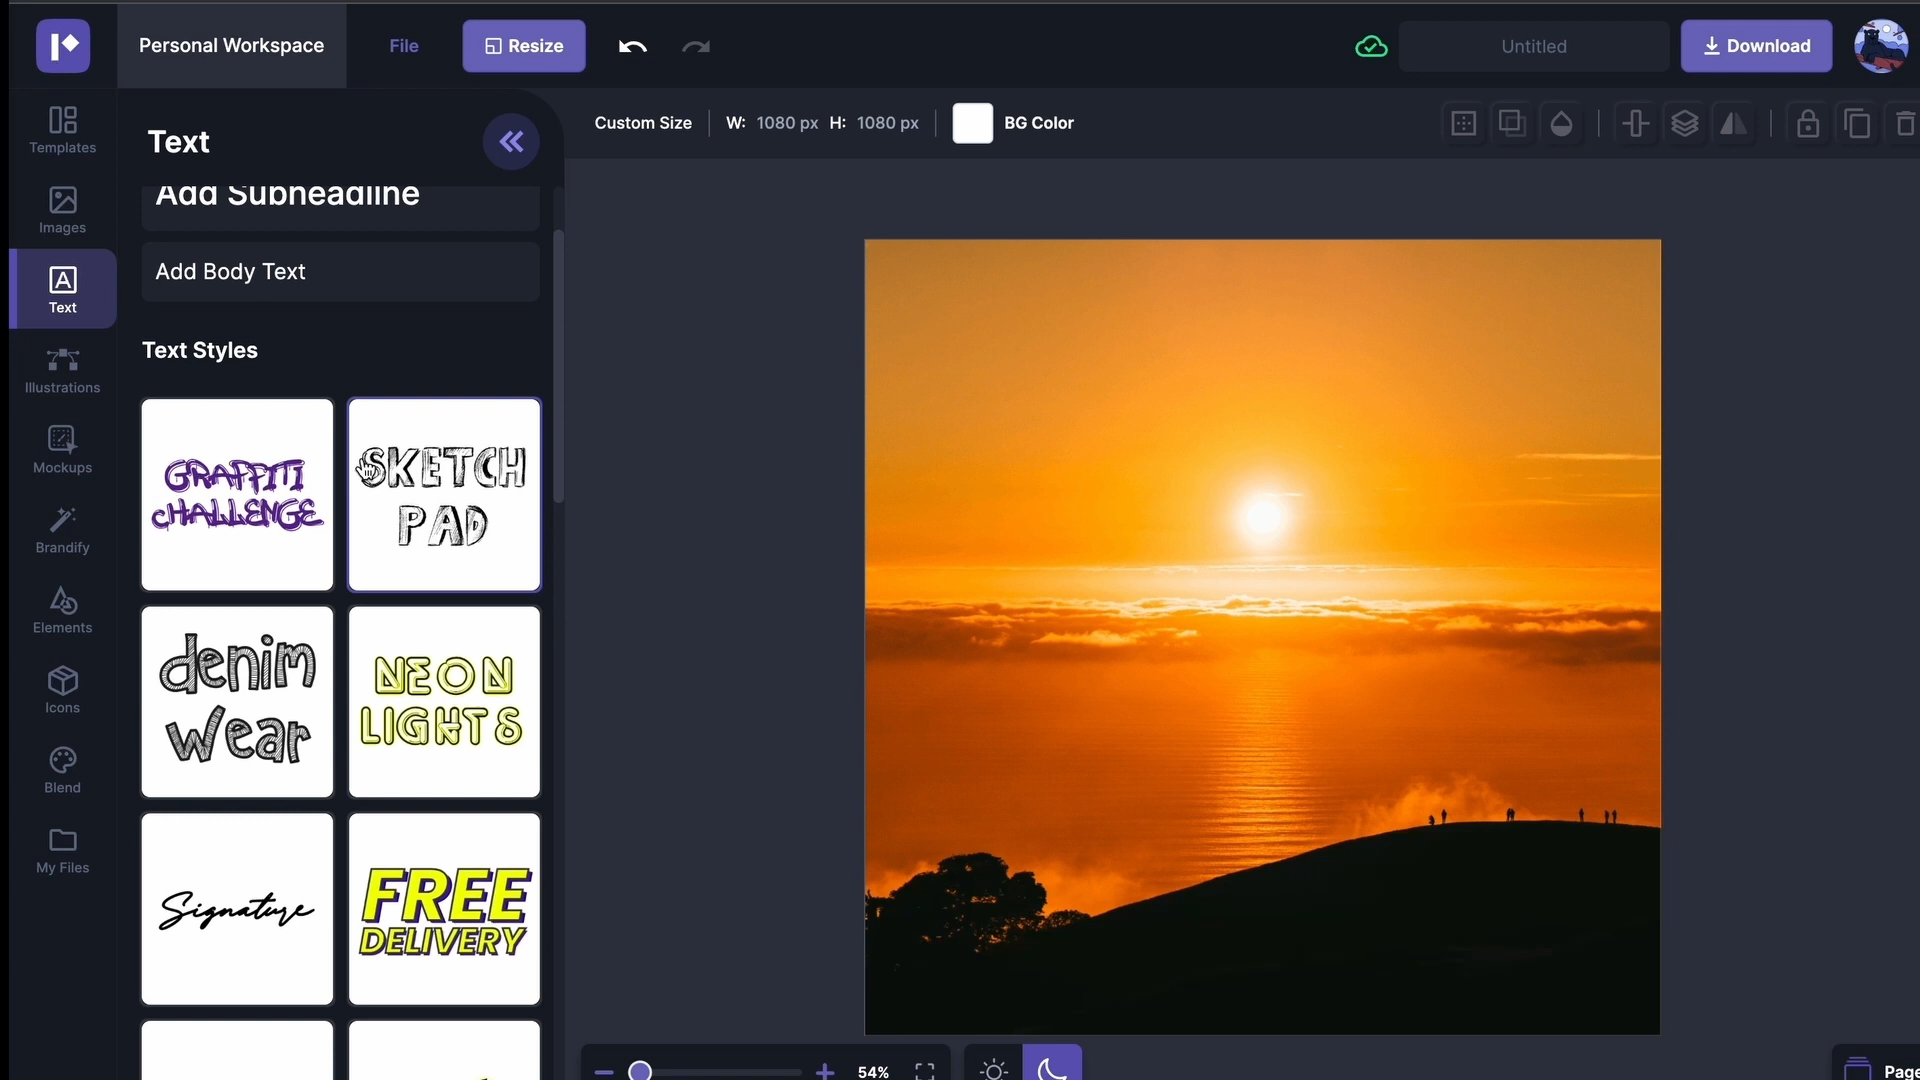 Personal Workspace
File
Resize
Untitled
Download
Templates
Images
Text
Illustrations
Mockups
Brandify
Elements
Icons
Blend
My Files
Text
Add Subheadline
Add Body Text
Text Styles
GRAFFITI
CHALLENGE
SKETCH
PAD
denim
wear
NEON
LIGHTS
Signature
FREE
DELIVERY
Custom Size
W: 1080 px H: 1080 px
BG Color
54%
Page